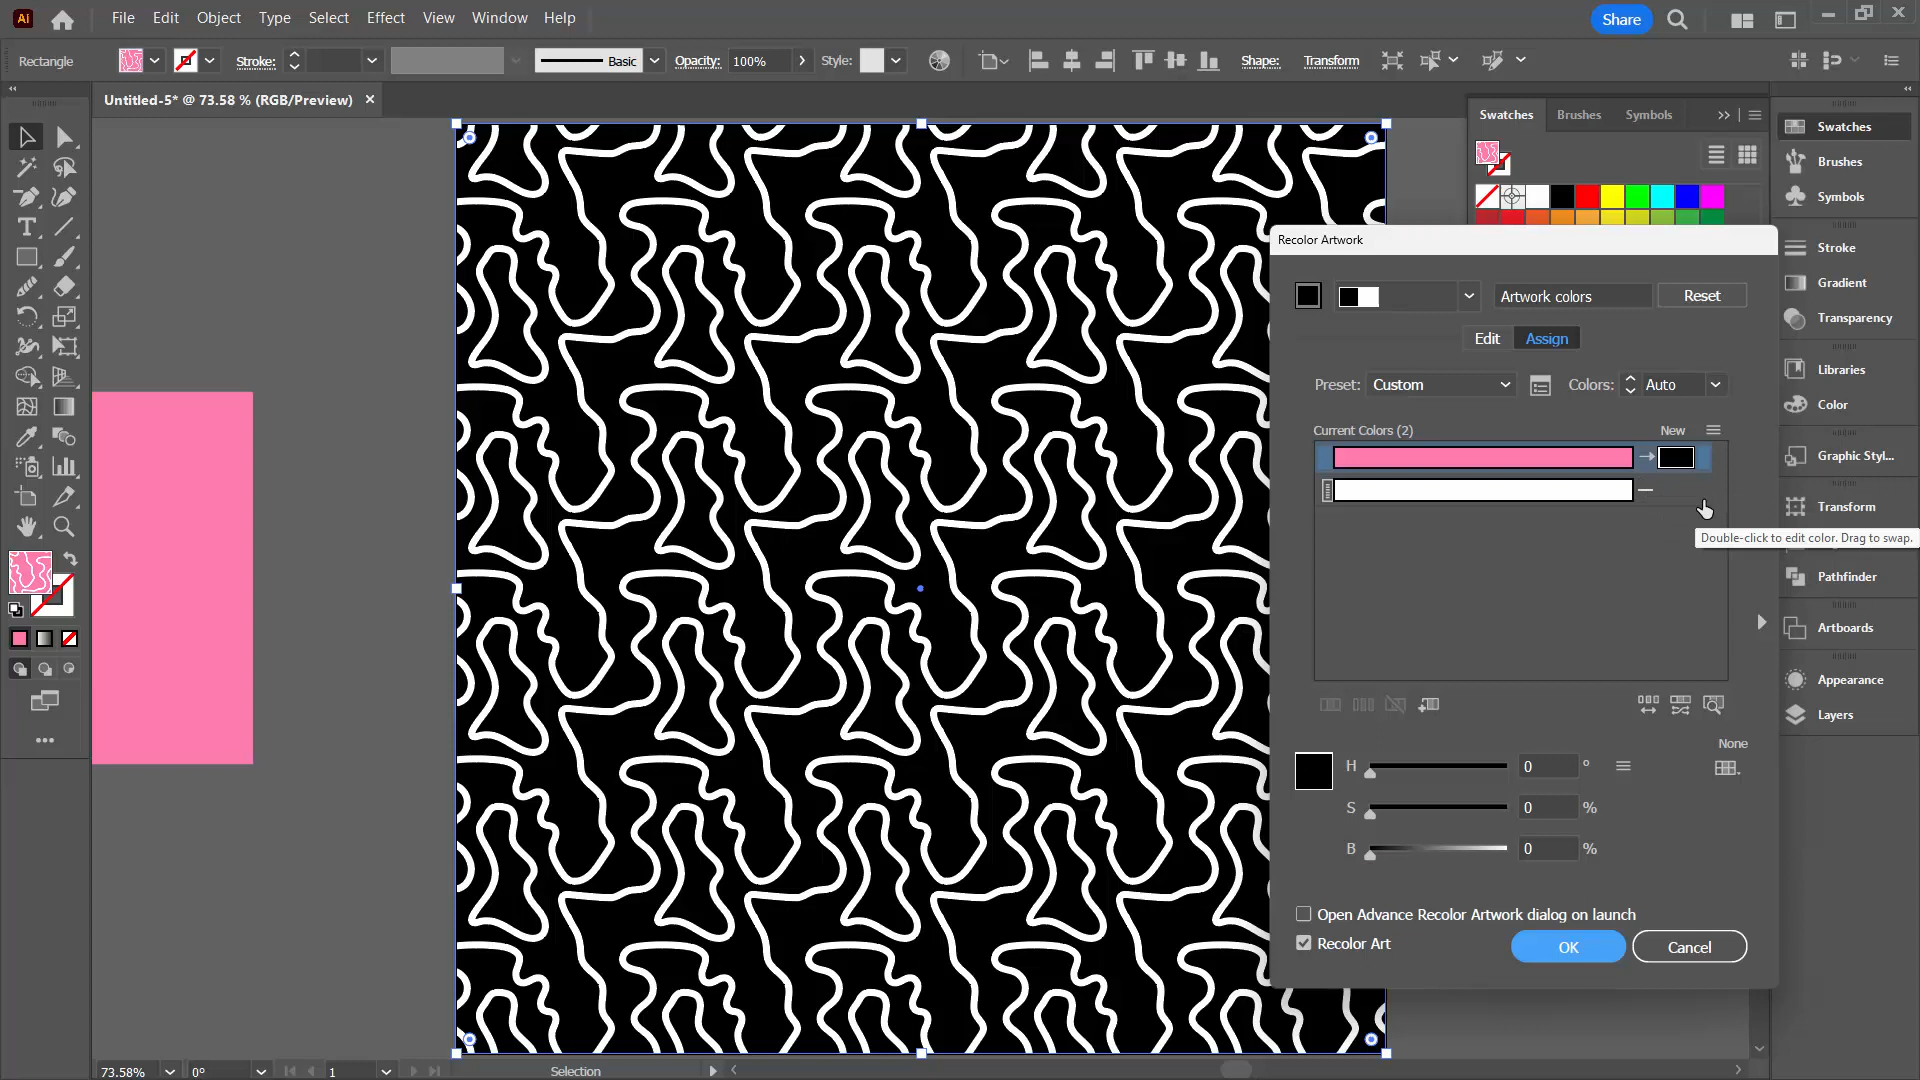 Ai File Edit Object Type Select Effect View Window Help Share
Rectangle Stroke: Basic Opacity: 100% Style: Shape: Transform
Untitled-5* @ 73.58 % (RGB/Preview)
Swatches Brushes Symbols
Swatches
Brushes
Symbols
Stroke
Gradient
Transparency
Libraries
Color
Graphic Styl...
Transform
Pathfinder
Artboards
Appearance
Layers
Recolor Artwork
Artwork colors Reset
Edit Assign
Preset: Custom Colors: Auto
Current Colors (2) New
Double-click to edit color. Drag to swap.
None
H 0 °
S 0 %
B 0 %
Open Advance Recolor Artwork dialog on launch
Recolor Art OK Cancel
73.58% 0° 1 Selection